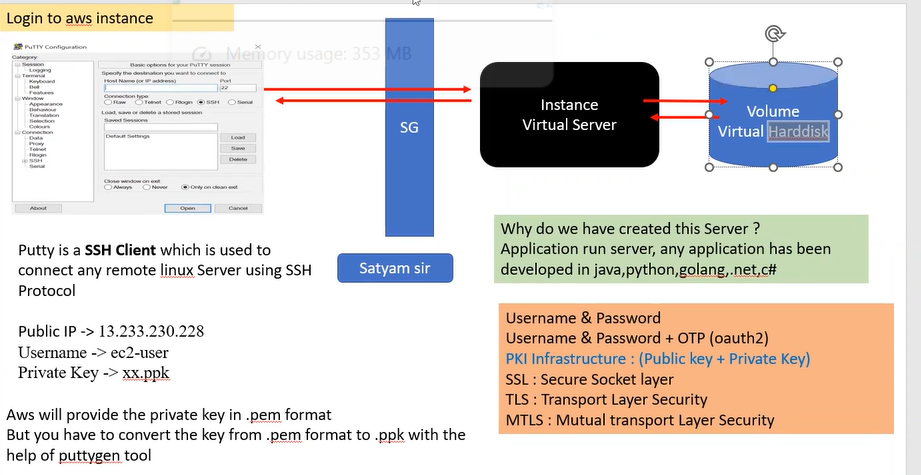 Login to aws instance
Memory usage: 353 MB
PuTTY Configuration
Category:
Session
Logging
Terminal
Keyboard
Bell
Features
Window
Appearance
Behaviour
Translation
Selection
Colours
Connection
Data
Proxy
Telnet
Rlogin
SSH
Serial
Basic options for your PuTTY session
Specify the destination you want to connect to
Host Name (or IP address)
Port
22
Connection type:
Raw Telnet Rlogin SSH Serial
Load, save or delete a stored session
Saved Sessions
Default Settings
Load
Save
Delete
Close window on exit:
Always Never Only on clean exit
About
Open
Cancel
SG
Instance
Virtual Server
Volume
Virtual Harddisk
Putty is a SSH Client which is used to
connect any remote linux Server using SSH
Protocol
Satyam sir
Why do we have created this Server ?
Application run server, any application has been
developed in java,python,golang,.net,c#
Public IP -> 13.233.230.228
Username -> ec2-user
Private Key -> xx.ppk
Username & Password
Username & Password + OTP (oauth2)
PKI Infrastructure : (Public key + Private Key)
SSL : Secure Socket layer
TLS : Transport Layer Security
MTLS : Mutual transport Layer Security
Aws will provide the private key in .pem format
But you have to convert the key from .pem format to .ppk with the
help of puttygen tool